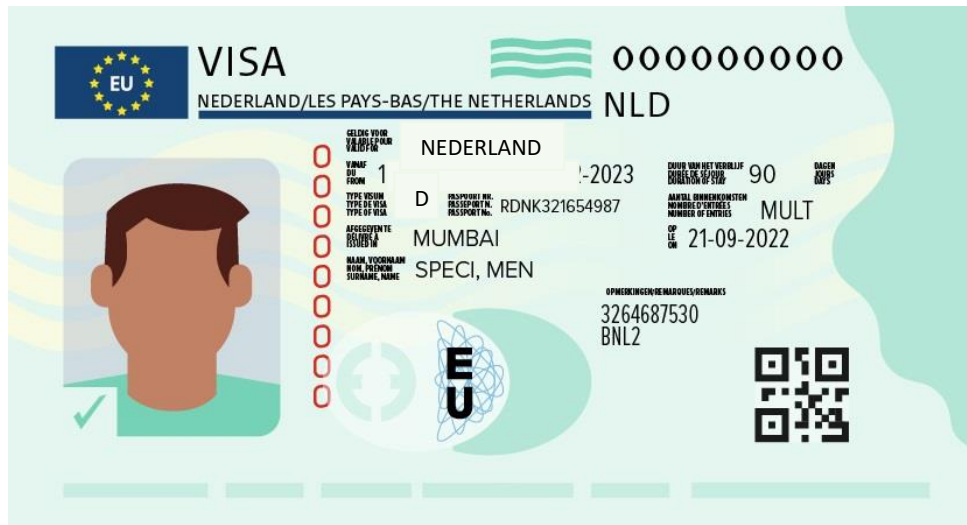 EU
VISA
000000000
NEDERLAND/LES PAYS-BAS/THE NETHERLANDS NLD
GELDIG VOOR
VALABLE POUR
VALID FOR
NEDERLAND
VANAF
DU
FROM
1
-2023
DUUR VAN HET VERBLIJF
DURÉE DE SÉJOUR
DURATION OF STAY
90
DAGEN
JOURS
DAYS
TYPE VISUM
TYPE DE VISA
TYPE OF VISA
D
PASPOORT NR.
PASSEPORT N.
PASSPORT No.
RDNK321654987
AANTAL BINNENKOMSTEN
NOMBRE D'ENTRÉES
NUMBER OF ENTRIES
MULT
AFGEGEVEN TE
DÉLIVRÉ À
ISSUED IN
MUMBAI
OP
LE
ON
21-09-2022
NAAM, VOORNAAM
NOM, PRÉNOM
SURNAME, NAME
SPECI, MEN
000000000
OPMERKINGEN/REMARQUES/REMARKS
3264687530
BNL2
EU